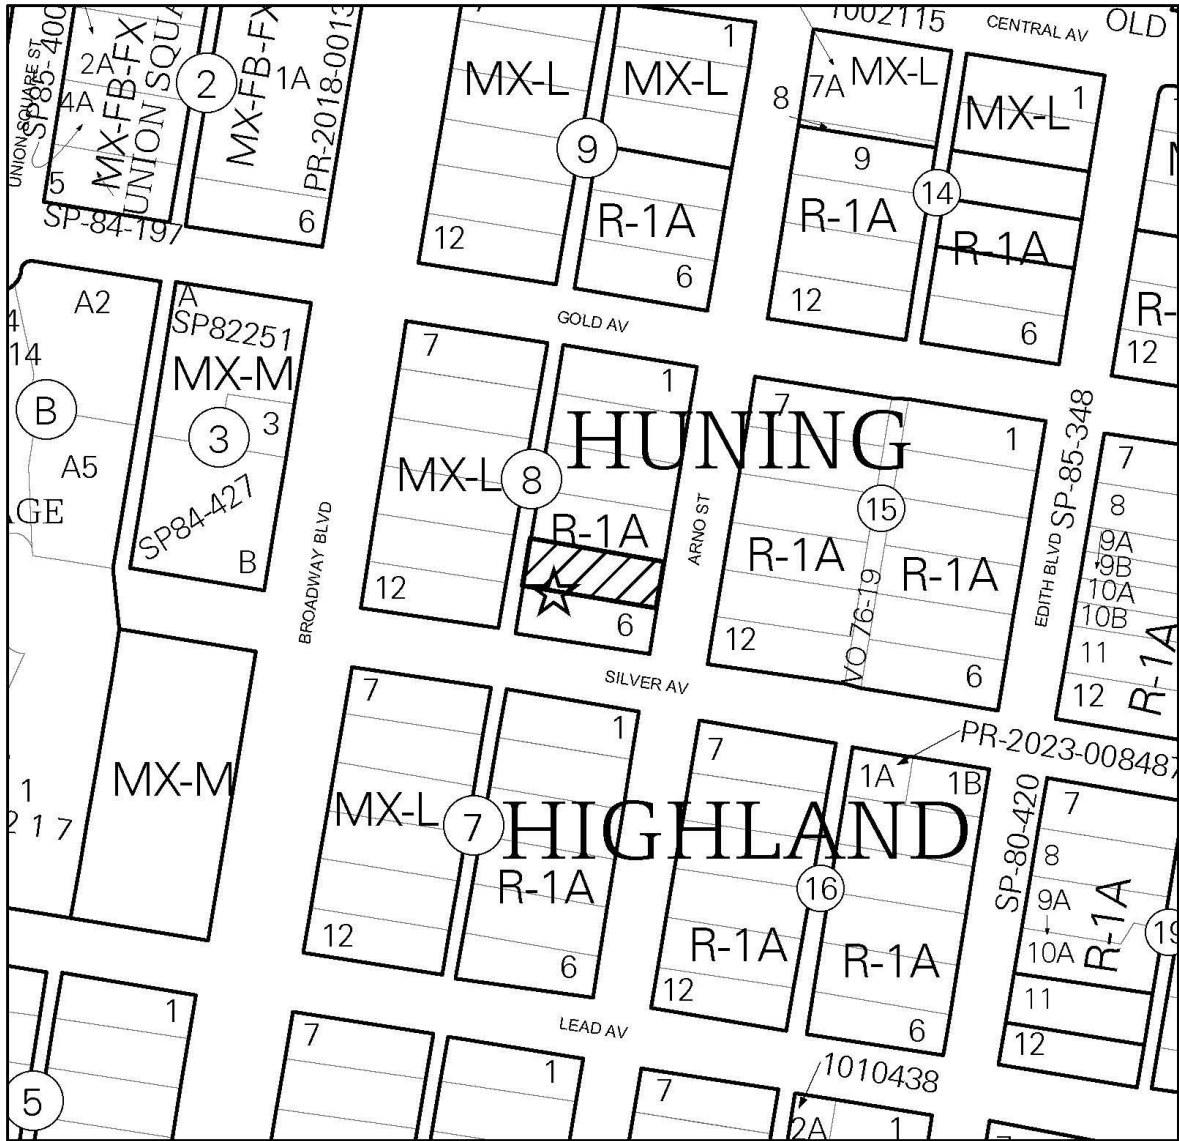 1002115
CENTRAL AV
OLD
UNION SQUARE ST
SP85-400
2A
4A
5
MX-FB-FX
UNION SQUA
2
MX-FB-FX
1A
PR-2018-0013
6
SP-84-197
MX-L
9
12
1
MX-L
R-1A
6
7A
MX-L
8
9
R-1A
12
14
1
MX-L
R-1A
6
R-
12
GOLD AV
A2
14
B
A5
AGE
A
SP82251
MX-M
3
3
SP84-427
B
BROADWAY BLVD
7
MX-L
12
8
1
R-1A
6
HUNING
ARNO ST
7
R-1A
12
15
VO 76-19
1
R-1A
6
EDITH BLVD
SP-85-348
7
8
9A
9B
10A
10B
11
12
R-1A
SILVER AV
MX-M
1
2 1 7
7
MX-L
12
7
1
R-1A
6
HIGHLAND
7
R-1A
12
16
1A
1B
R-1A
6
PR-2023-008487
SP-80-420
7
8
9A
10A
R-1A
11
12
19
LEAD AV
5
1
7
1
7
1010438
2A
1